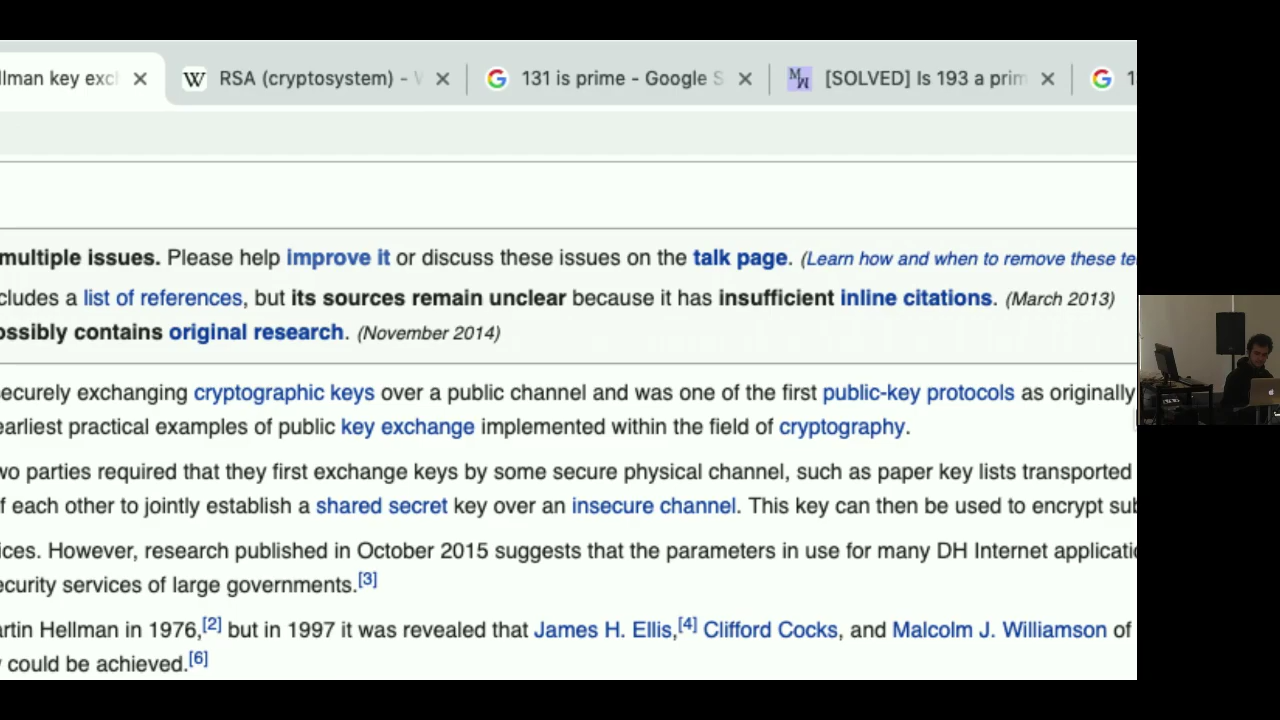 llman key excl
W RSA (cryptosystem) - W
G 131 is prime - Google S
MW [SOLVED] Is 193 a prim
G 1
multiple issues. Please help improve it or discuss these issues on the talk page. (Learn how and when to remove these te
cludes a list of references, but its sources remain unclear because it has insufficient inline citations. (March 2013)
ossibly contains original research. (November 2014)
ecurely exchanging cryptographic keys over a public channel and was one of the first public-key protocols as originally
earliest practical examples of public key exchange implemented within the field of cryptography.
wo parties required that they first exchange keys by some secure physical channel, such as paper key lists transported
f each other to jointly establish a shared secret key over an insecure channel. This key can then be used to encrypt sub
ices. However, research published in October 2015 suggests that the parameters in use for many DH Internet applicatio
ecurity services of large governments.[3]
artin Hellman in 1976,[2] but in 1997 it was revealed that James H. Ellis,[4] Clifford Cocks, and Malcolm J. Williamson of
y could be achieved.[6]